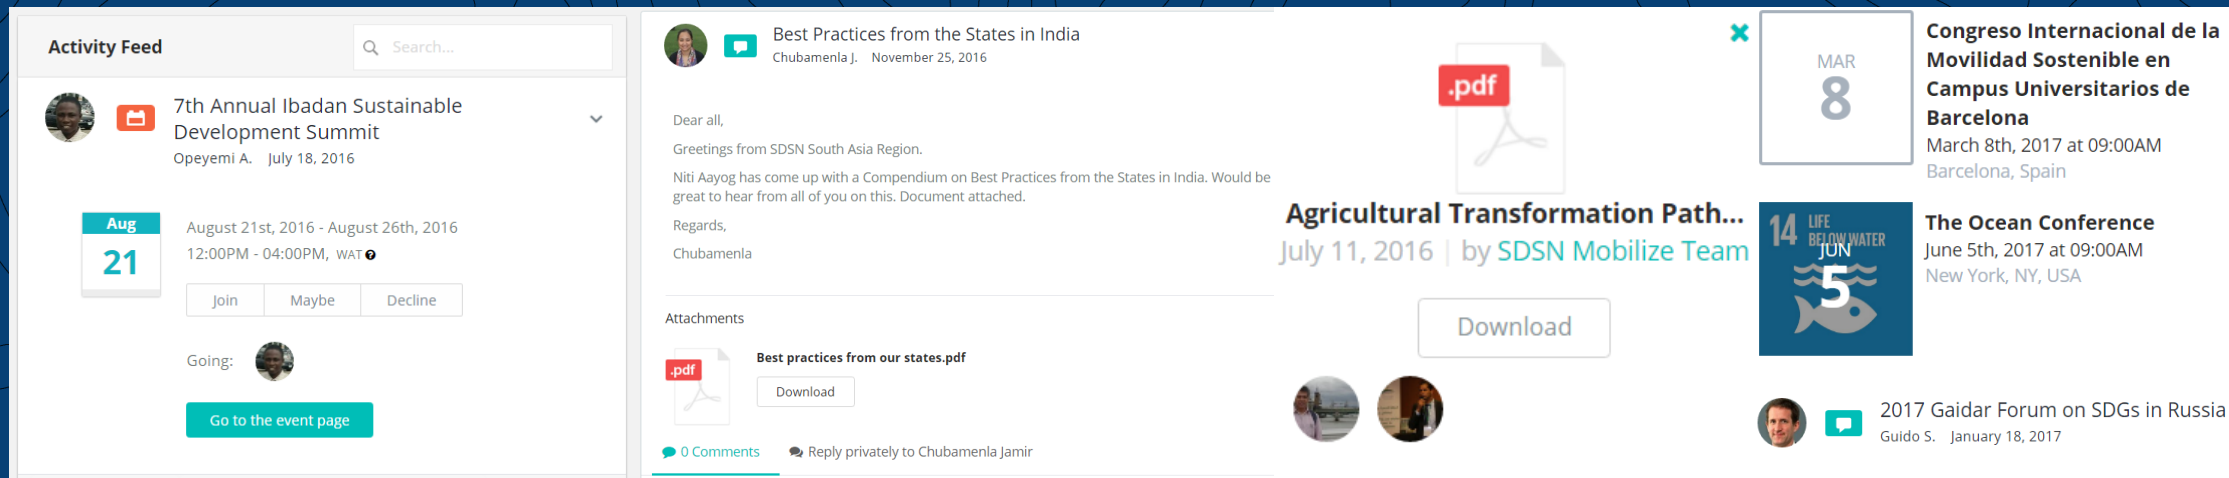 Activity Feed
Search...
7th Annual Ibadan Sustainable
Development Summit
Opeyemi A. July 18, 2016
Aug
21
August 21st, 2016 - August 26th, 2016
12:00PM - 04:00PM, WAT
Join Maybe Decline
Going:
Go to the event page
Best Practices from the States in India
Chubamenla J. November 25, 2016
Dear all,
Greetings from SDSN South Asia Region.
Niti Aayog has come up with a Compendium on Best Practices from the States in India. Would be
great to hear from all of you on this. Document attached.
Regards,
Chubamenla
Attachments
.pdf
Best practices from our states.pdf
Download
0 Comments Reply privately to Chubamenla Jamir
.pdf
Agricultural Transformation Path...
July 11, 2016 | by SDSN Mobilize Team
Download
MAR
8
Congreso Internacional de la
Movilidad Sostenible en
Campus Universitarios de
Barcelona
March 8th, 2017 at 09:00AM
Barcelona, Spain
14 LIFE
BELOW WATER
JUN
5
The Ocean Conference
June 5th, 2017 at 09:00AM
New York, NY, USA
2017 Gaidar Forum on SDGs in Russia
Guido S. January 18, 2017